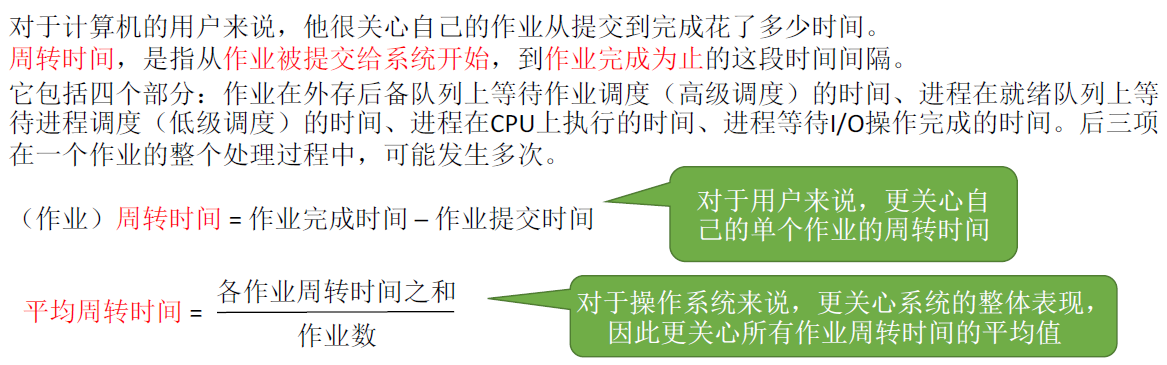 对于计算机的用户来说，他很关心自己的作业从提交到完成花了多少时间。
周转时间，是指从作业被提交给系统开始，到作业完成为止的这段时间间隔。
它包括四个部分：作业在外存后备队列上等待作业调度（高级调度）的时间、进程在就绪队列上等
待进程调度（低级调度）的时间、进程在CPU上执行的时间、进程等待I/O操作完成的时间。后三项
在一个作业的整个处理过程中，可能发生多次。
（作业）周转时间 = 作业完成时间 – 作业提交时间
对于用户来说，更关心自
己的单个作业的周转时间
平均周转时间 =
各作业周转时间之和
作业数
对于操作系统来说，更关心系统的整体表现，
因此更关心所有作业周转时间的平均值